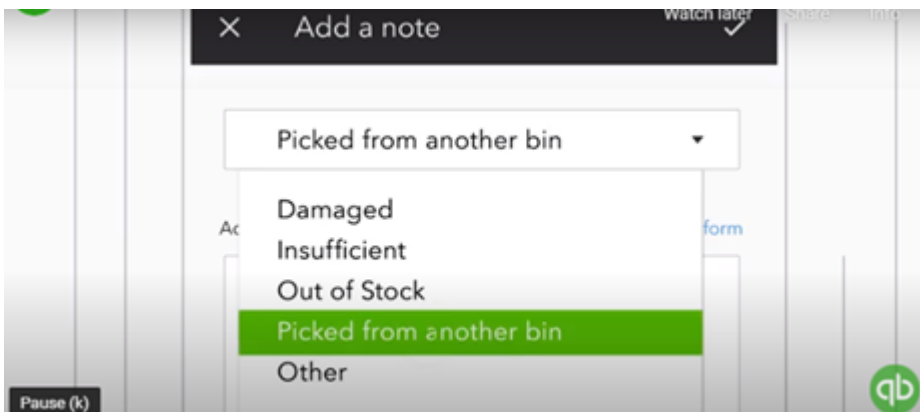 Watch later Share Info
× Add a note ✓
Picked from another bin
Damaged
Ac form
Insufficient
Out of Stock
Picked from another bin
Other
Pause (k)
qb